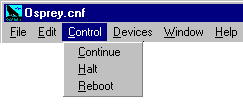 Osprey.cnf
File Edit Control Devices Window Help
Continue
Halt
Reboot